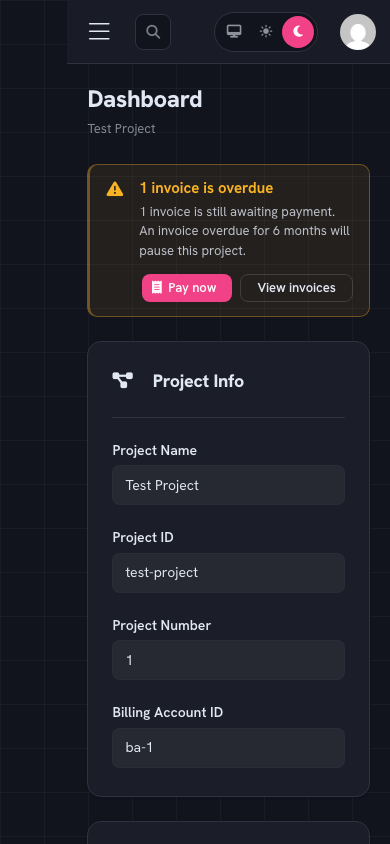 Dashboard
Test Project
1 invoice is overdue
1 invoice is still awaiting payment.
An invoice overdue for 6 months will
pause this project.
Pay now
View invoices
Project Info
Project Name
Test Project
Project ID
test-project
Project Number
1
Billing Account ID
ba-1